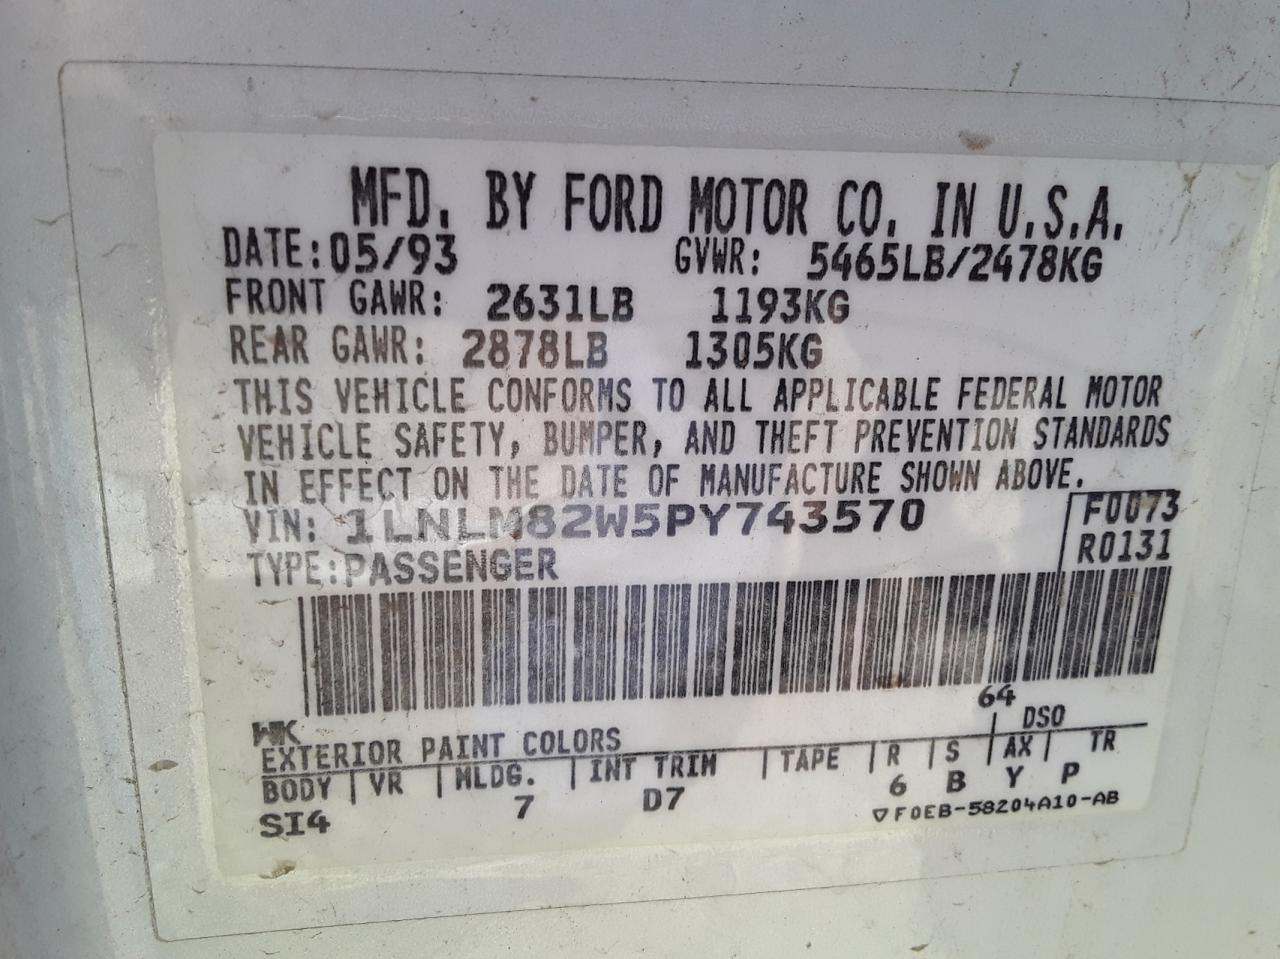 MFD. BY FORD MOTOR CO. IN U.S.A.
DATE: 05/93 GVWR: 5465LB/2478KG
FRONT GAWR: 2631LB 1193KG
REAR GAWR: 2878LB 1305KG
THIS VEHICLE CONFORMS TO ALL APPLICABLE FEDERAL MOTOR
VEHICLE SAFETY, BUMPER, AND THEFT PREVENTION STANDARDS
IN EFFECT ON THE DATE OF MANUFACTURE SHOWN ABOVE.
VIN: 1LNLM82W5PY743570 F0073
TYPE: PASSENGER R0131
64
WK DSO
EXTERIOR PAINT COLORS
BODY VR MLDG. INT TRIM TAPE R S AX TR
SI4 7 D7 6 B Y P
F0EB-58204A10-AB